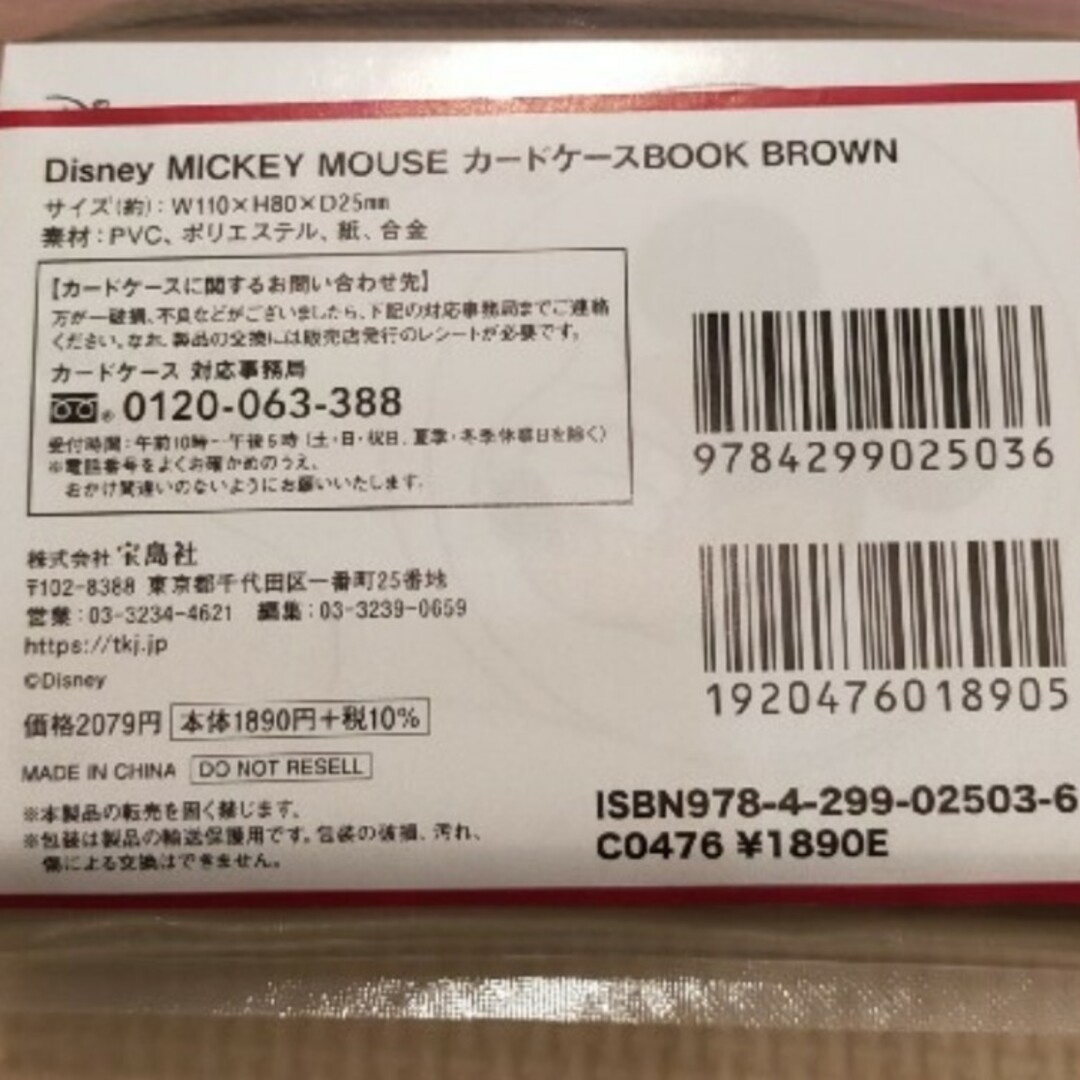 Disney MICKEY MOUSE カードケースBOOK BROWN
サイズ(約):W110×H80×D25mm
素材:PVC、ポリエステル、紙、合金
【カードケースに関するお問い合わせ先】
万が一破損、不良などがございましたら、下記の対応事務局までご連絡
ください。なお、製品の交換には販売店発行のレシートが必要です。
カードケース 対応事務局
® 0120-063-388
受付時間:午前10時~午後5時(土・日・祝日、夏季・冬季休業日を除く)
※電話番号をよくお確かめのうえ、
おかけ間違いのないようにお願いいたします。
株式会社 宝島社
〒102-8388 東京都千代田区一番町25番地
営業:03-3234-4621 編集:03-3239-0659
https://tkj.jp
©Disney
価格2079円 本体1890円+税10%
MADE IN CHINA DO NOT RESELL
※本製品の転売を固く禁じます。
※包装は製品の輸送保護用です。包装の破損、汚れ、
傷による交換はできません。
9784299025036
1920476018905
ISBN978-4-299-02503-6
C0476 ¥1890E